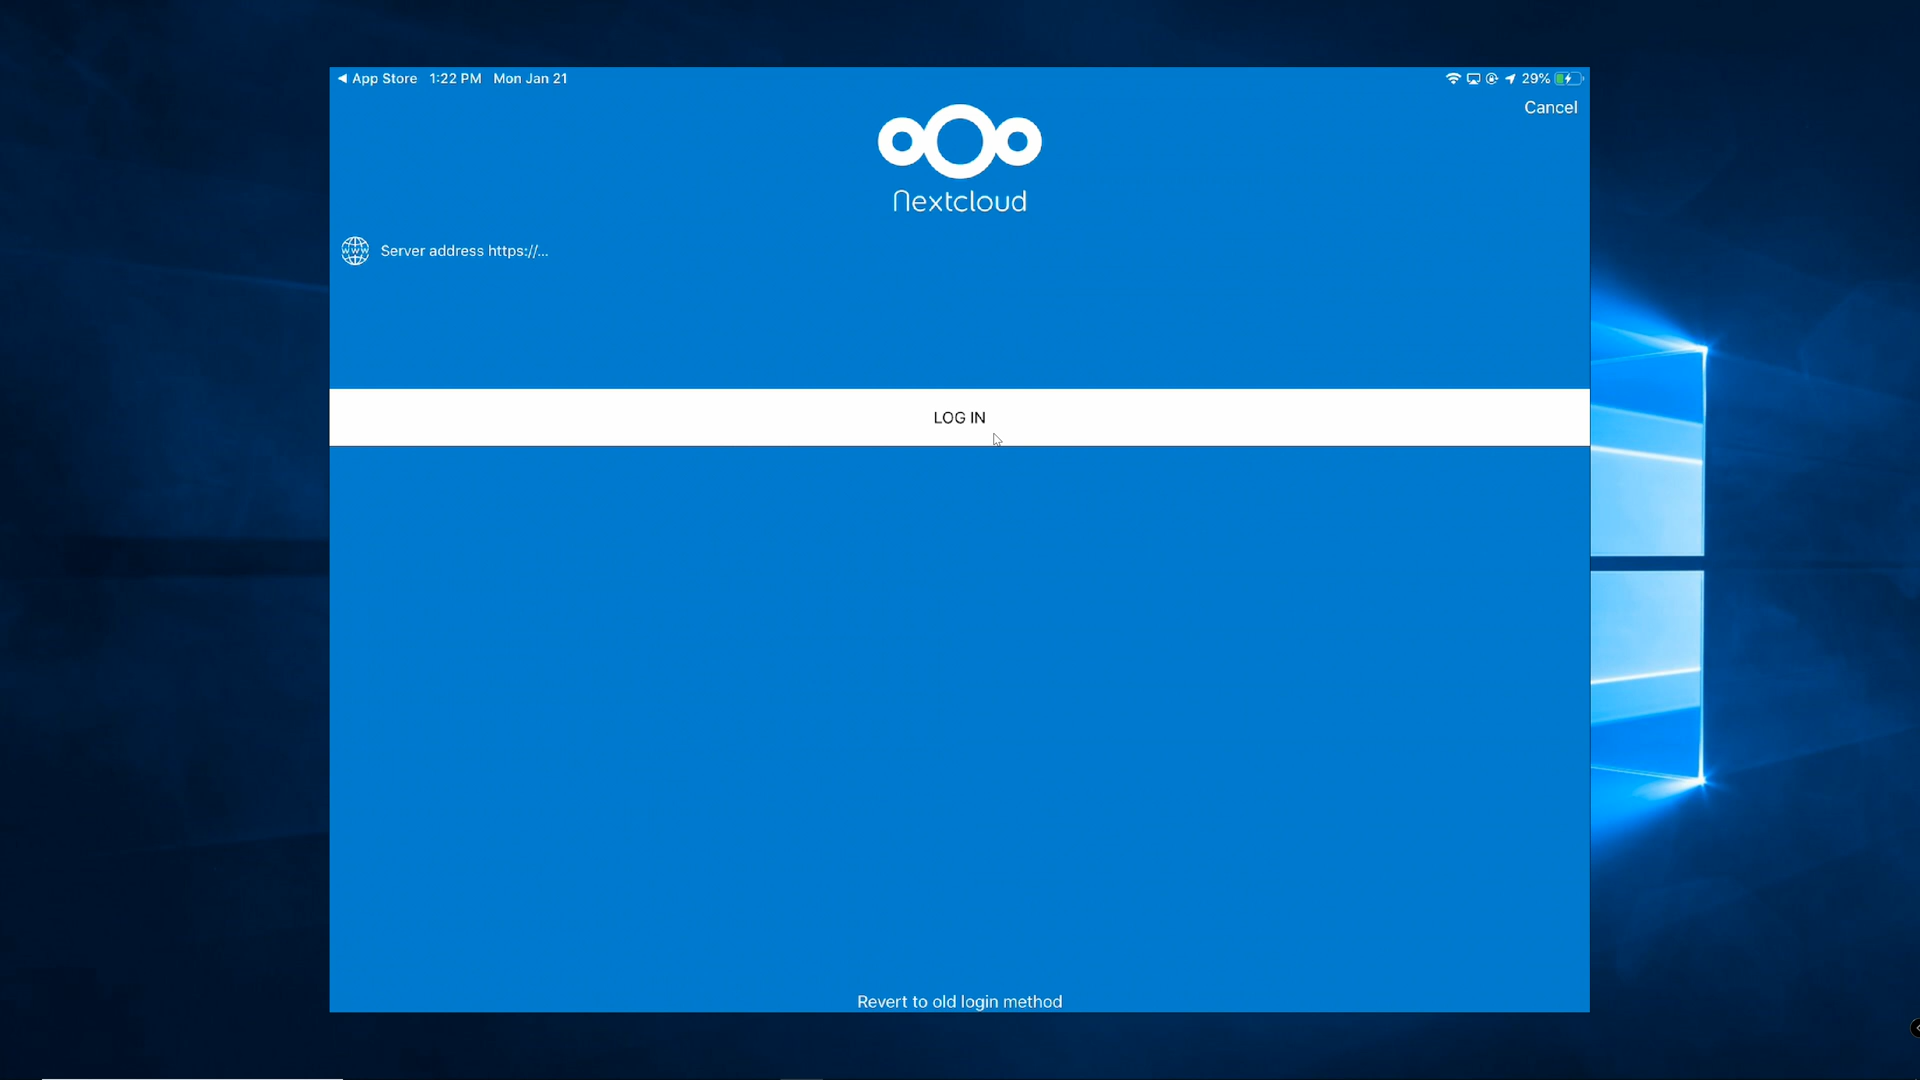 App Store 1:22 PM Mon Jan 21 29%
Cancel
Nextcloud
WWW Server address https://...
LOG IN
Revert to old login method